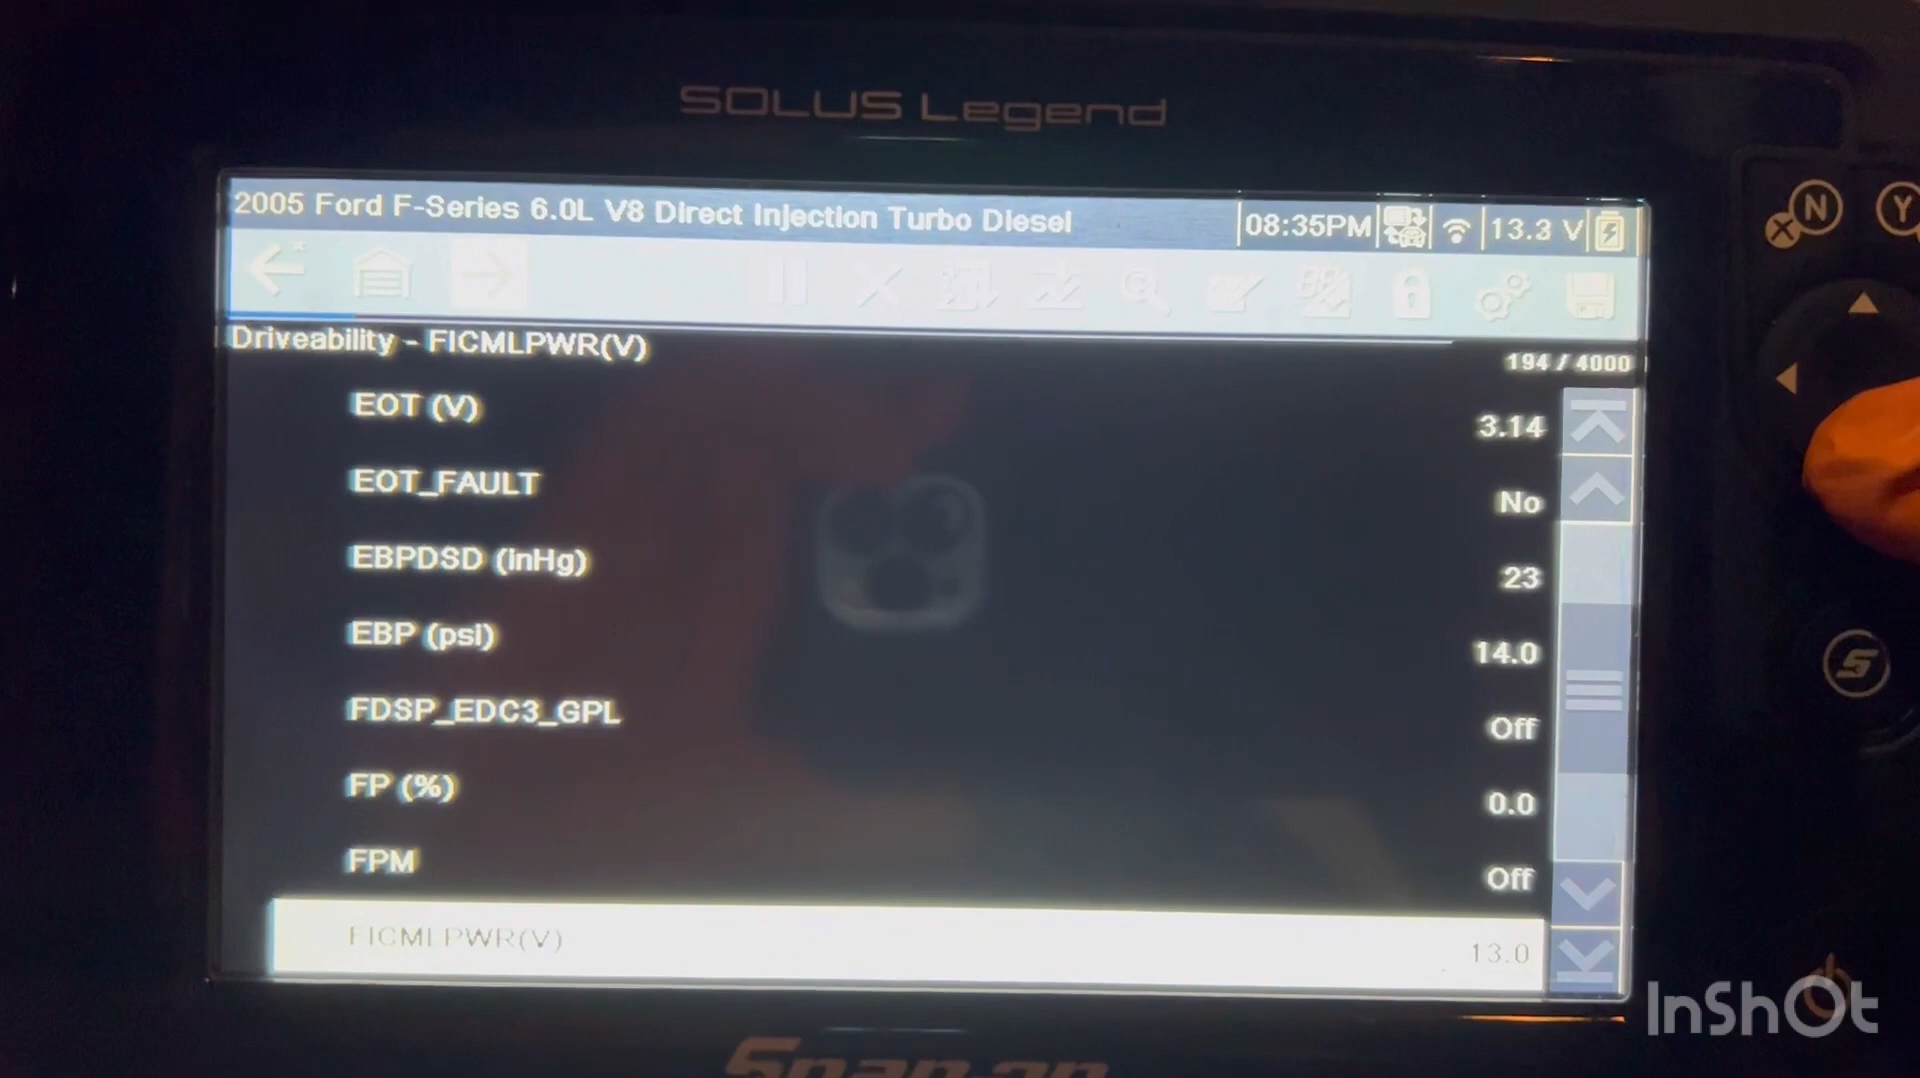 SOLUS Legend
2005 Ford F-Series 6.0L V8 Direct Injection Turbo Diesel 08:35PM 13.3 V
N
X
Y
Driveability - FICMLPWR(V)
194 / 4000
EOT (V) 3.14
EOT_FAULT No
EBPDSD (inHg) 23
EBP (psi) 14.0
FDSP_EDC3_GPL Off
FP (%) 0.0
FPM Off
FICMLPWR(V) 13.0
S
InShOt
Snap-on